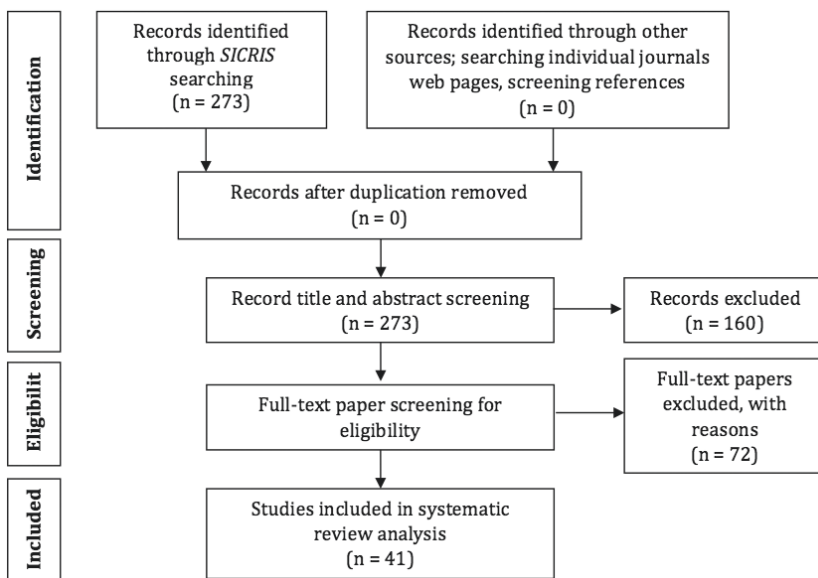 Identification
Records identified
through SICRIS
searching
(n = 273)
Records identified through other
sources; searching individual journals
web pages, screening references
(n = 0)
Records after duplication removed
(n = 0)
Screening
Record title and abstract screening
(n = 273)
Records excluded
(n = 160)
Eligibilit
Full-text paper screening for
eligibility
Full-text papers
excluded, with
reasons
(n = 72)
Included
Studies included in systematic
review analysis
(n = 41)